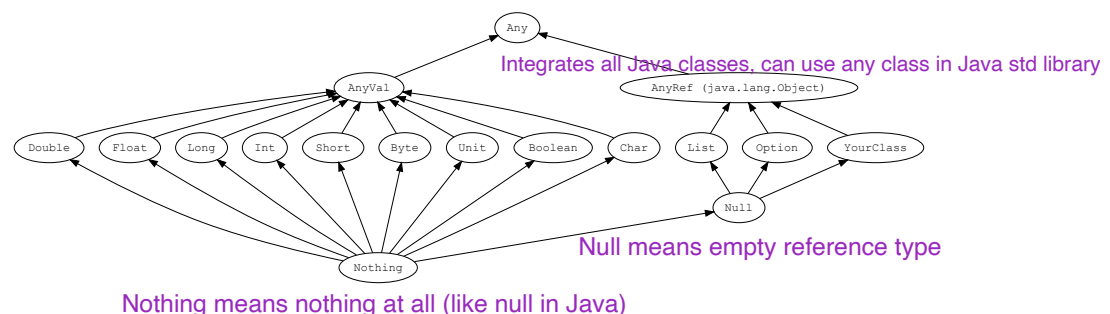 Any
Integrates all Java classes, can use any class in Java std library
AnyVal
AnyRef (java.lang.Object)
Double
Float
Long
Int
Short
Byte
Unit
Boolean
Char
List
Option
YourClass
Null
Null means empty reference type
Nothing
Nothing means nothing at all (like null in Java)